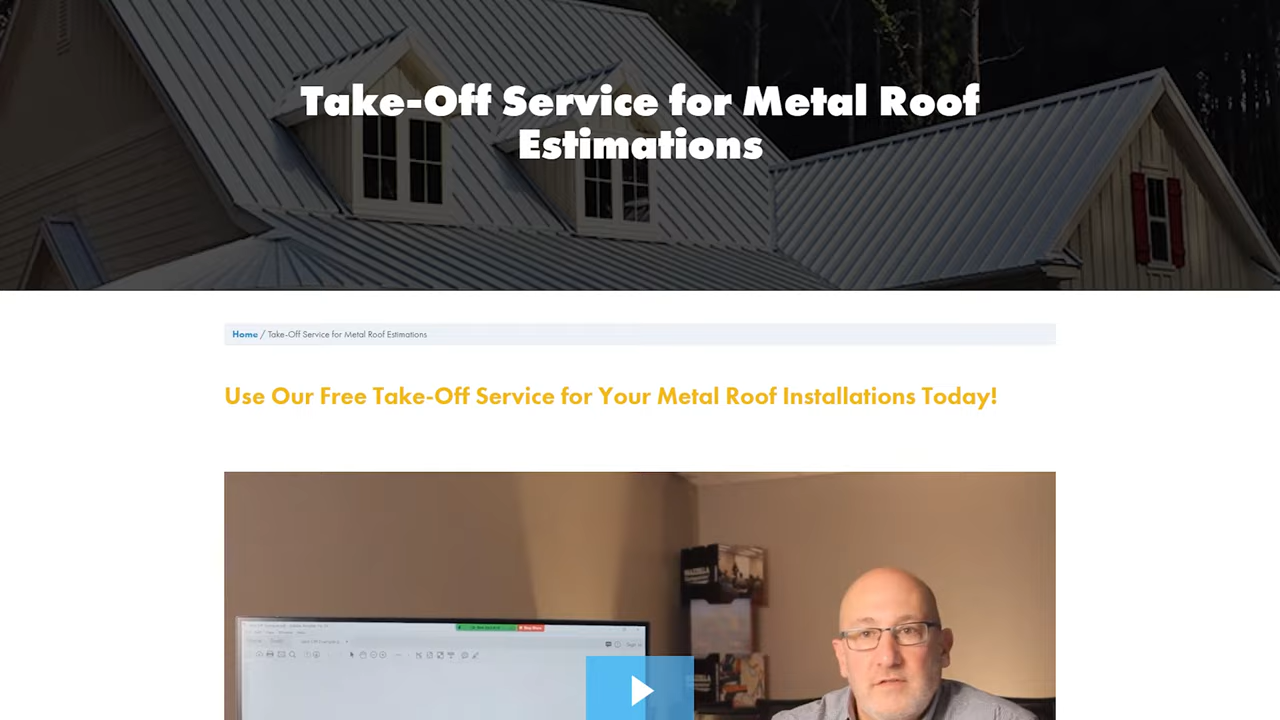 Take-Off Service for Metal Roof
Estimations
Home / Take-Off Service for Metal Roof Estimations
Use Our Free Take-Off Service for Your Metal Roof Installations Today!